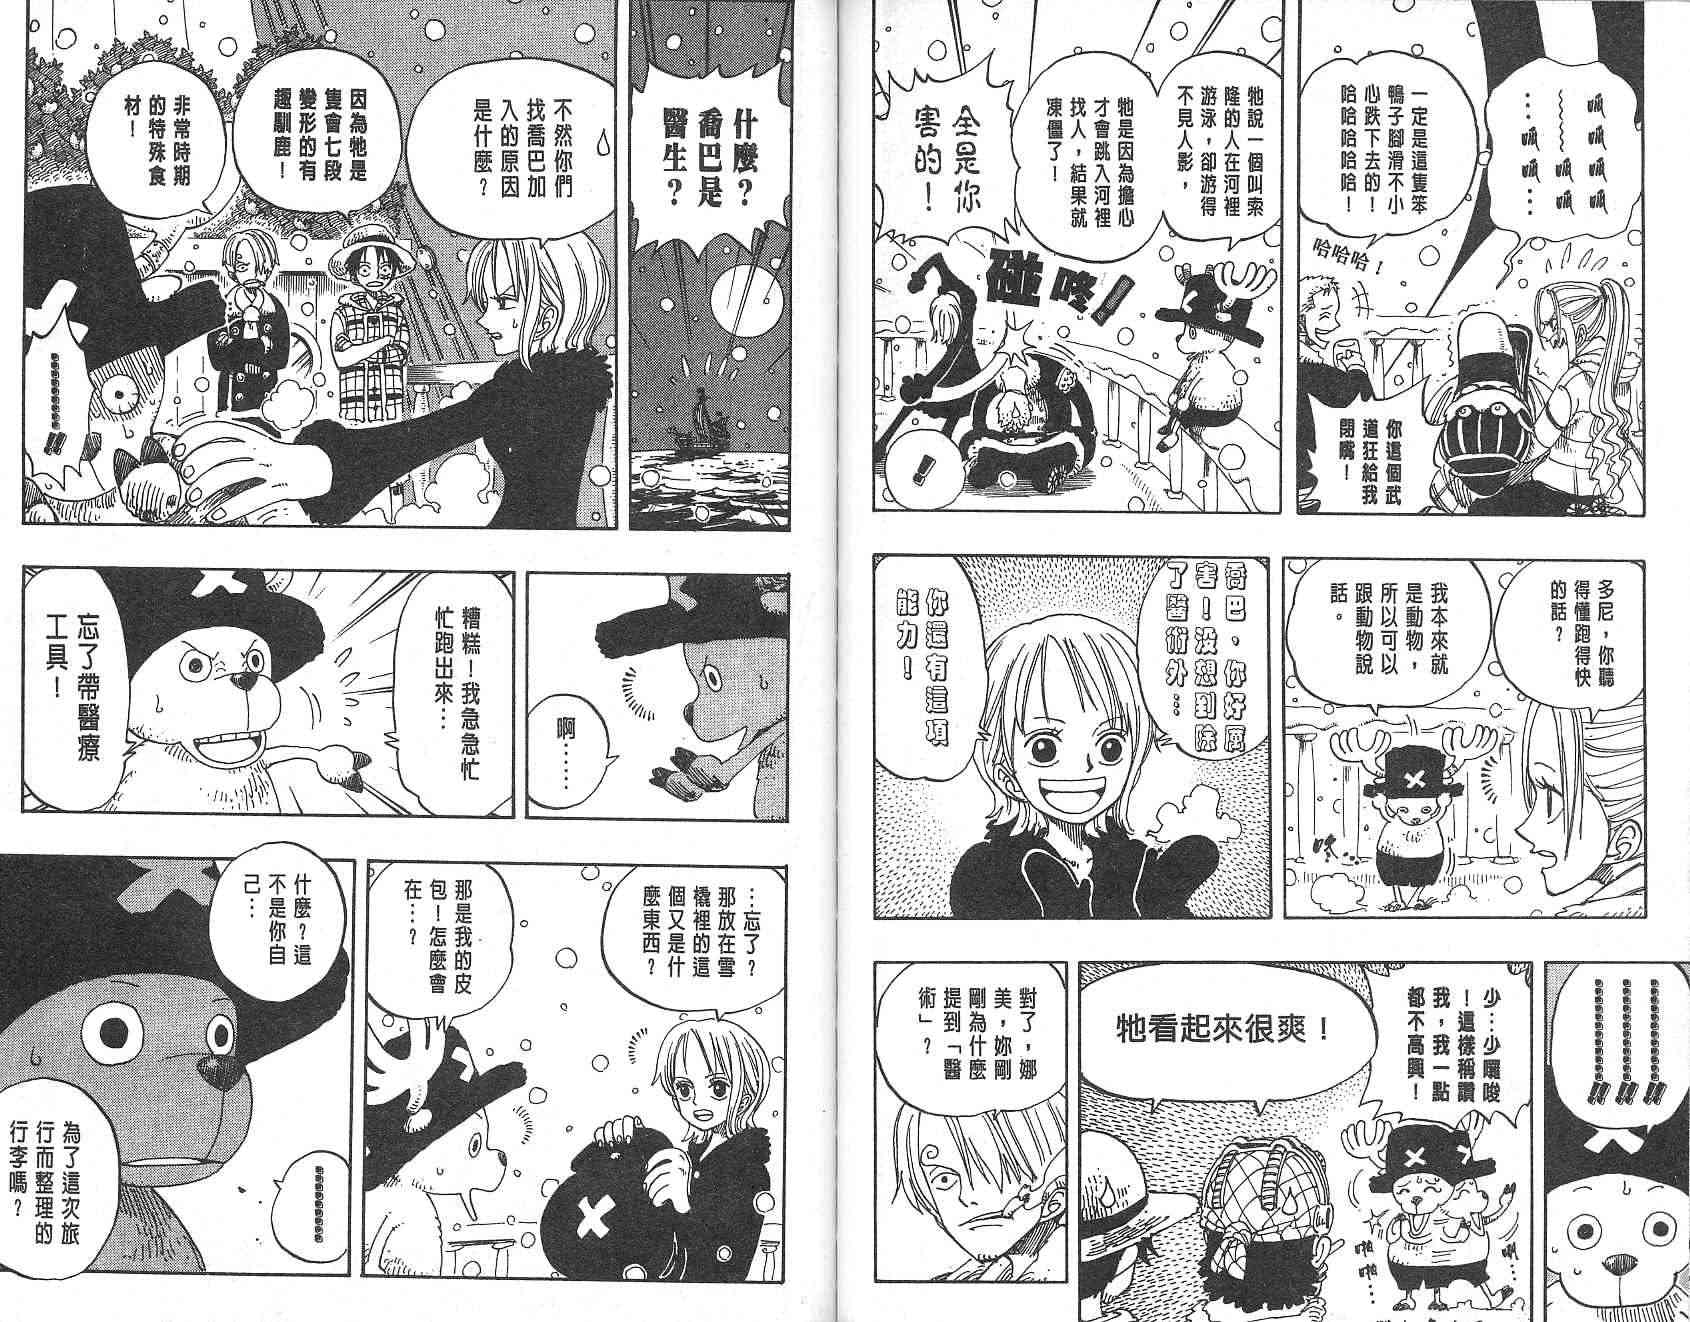 呱
呱呱
呱呱呱
……呱呱……
一定是這隻笨
鴨子腳滑不小
心跌下去的！
哈哈哈哈哈！
哈哈哈！
你這個武
道狂給我
閉嘴！
牠說一個叫索
隆的人在河裡
游泳，卻游得
不見人影，
牠是因為擔心
才會跳入河裡
找人，結果就
凍僵了！
全是你
害的！
碰咚！
！！
多尼，你聽
得懂跑得快
的話？
我本來就
是動物，
所以可以
跟動物說
話。
咚
喬巴，你好厲
害！沒想到除
了醫術外…
你還有這項
能力！
少…少囉唆
！這樣稱讚
我，我一點
都不高興！
牠看起來很爽！
啪
啪…
對了，娜
美，妳剛
剛為什麼
提到「醫
術」？
什麼？
喬巴是
醫生？
不然你們
找喬巴加
入的原因
是什麼？
因為牠是
隻會七段
變形的有
趣馴鹿！
非常時期
的特殊食
材！
啊……
糟糕！我急急忙
忙跑出來…
忘了帶醫療
工具！
…忘了？
那放在雪
橇裡的這
個又是什
麼東西？
那是我的皮
包！怎麼會
在…？
什麼？這
不是你自
己…
為了這次旅
行而整理的
行李嗎？